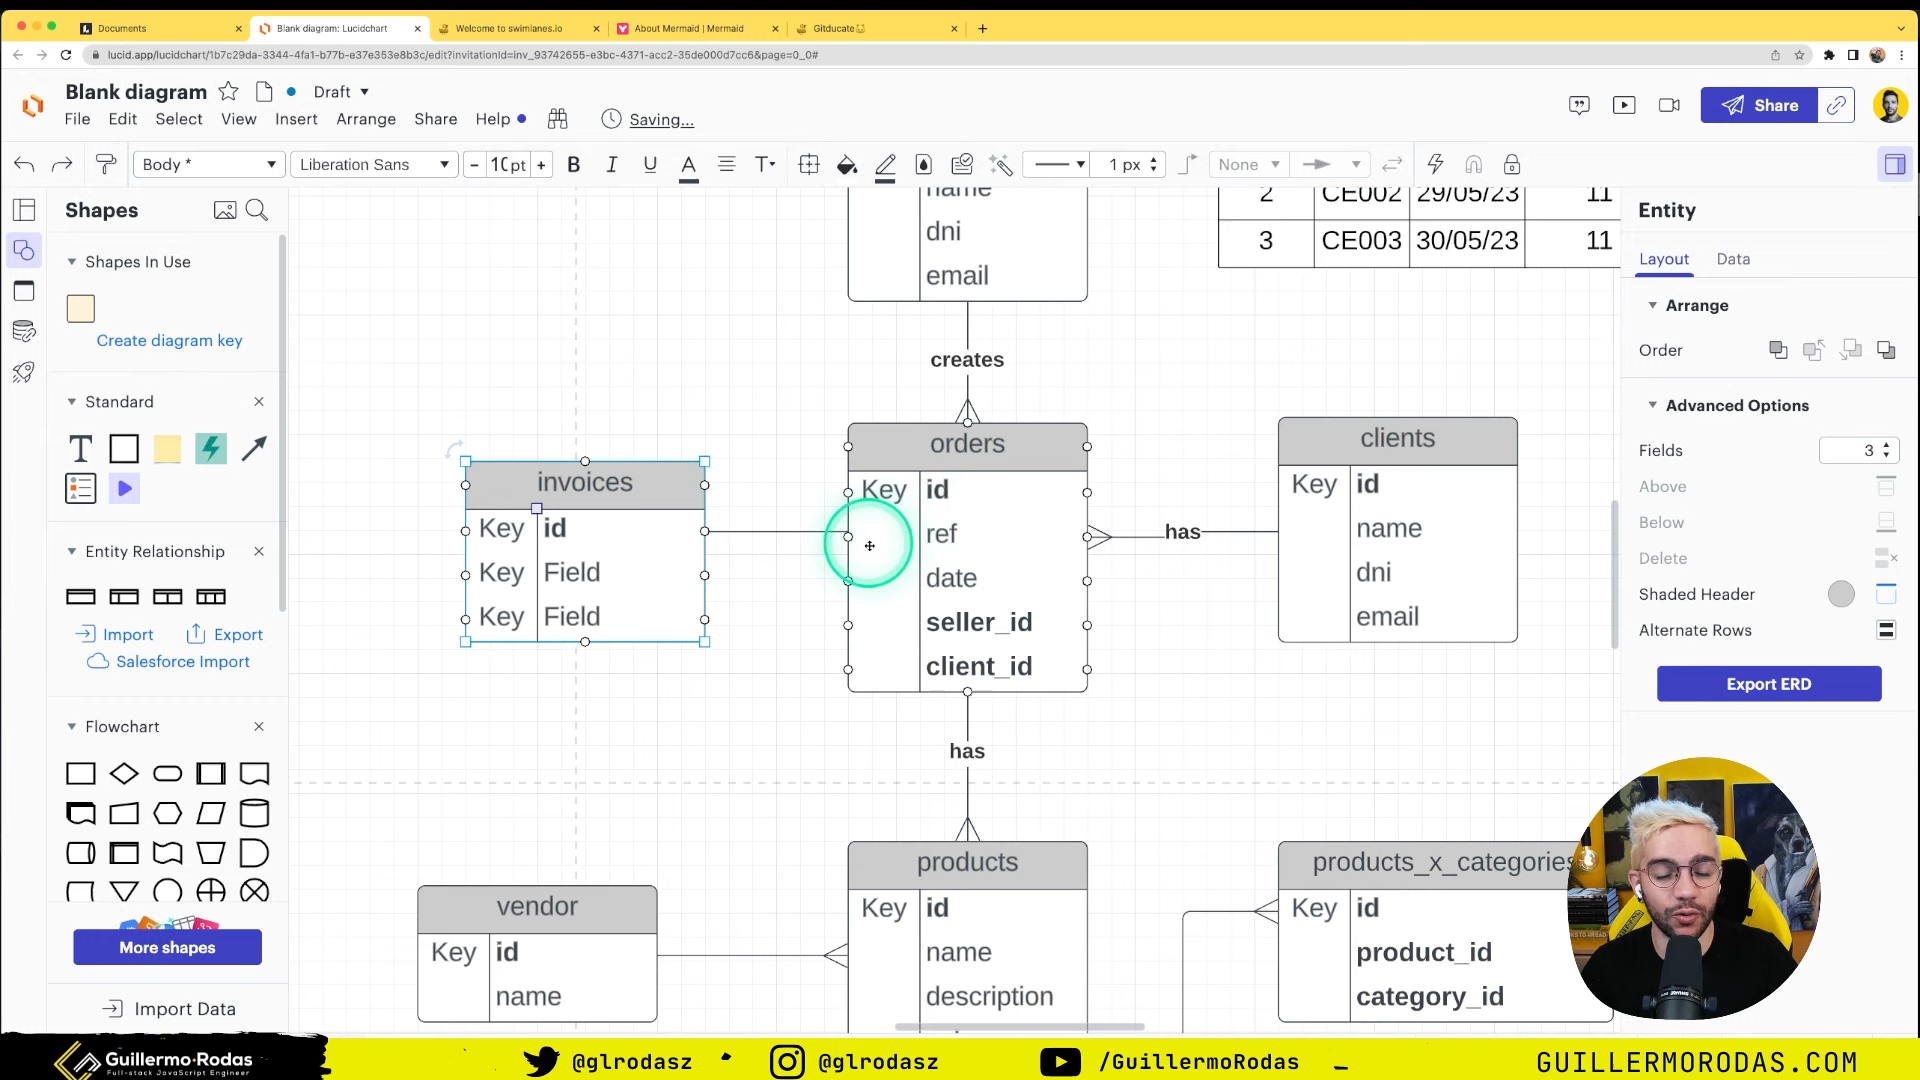 Documents
Blank diagram: Lucidchart
Welcome to swimlanes.io
About Mermaid | Mermaid
Gitducate
lucid.app/lucidchart/1b7c29da-3344-4fa1-b77b-e37e353e8b3c/edit?invitationId=inv_93742655-e3bc-4371-acc2-35de000d7cc6&page=0_0#
Blank diagram
Draft
File Edit Select View Insert Arrange Share Help
Saving...
Share
Body *
Liberation Sans
10 pt
B I U A T
1 px
None
Shapes
Shapes In Use
Create diagram key
Standard
T
Entity Relationship
Import
Export
Salesforce Import
Flowchart
More shapes
Import Data
name
dni
email
2 CE002 29/05/23 11
3 CE003 30/05/23 11
creates
invoices
Key id
Key Field
Key Field
orders
Key id
ref
date
seller_id
client_id
has
clients
Key id
name
dni
email
has
vendor
Key id
name
products
Key id
name
description
products_x_categories
Key id
product_id
category_id
Entity
Layout Data
Arrange
Order
Advanced Options
Fields 3
Above
Below
Delete
Shaded Header
Alternate Rows
Export ERD
Guillermo·Rodas
Full-stack JavaScript Engineer
@glrodasz
@glrodasz
/GuillermoRodas
GUILLERMORODAS.COM